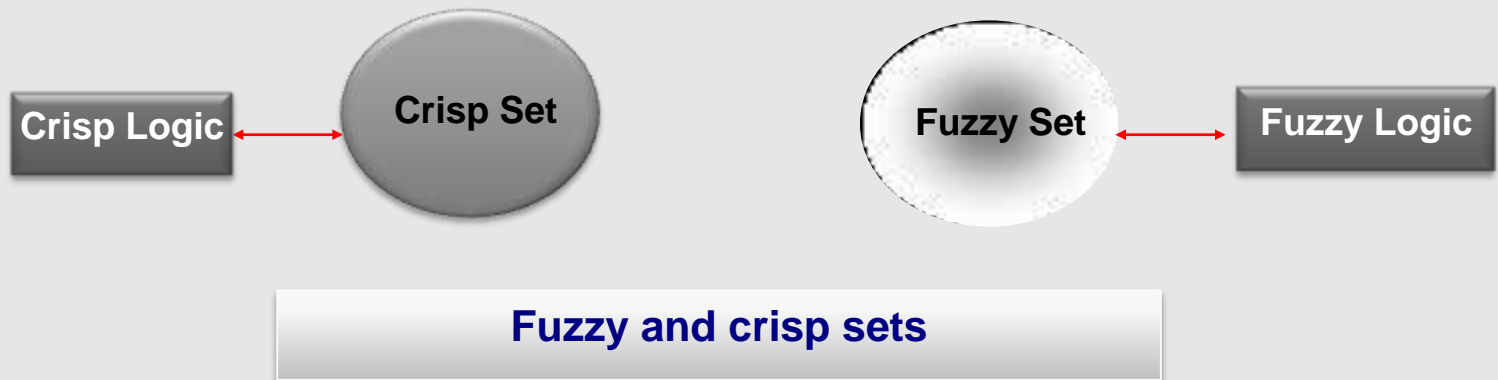 Crisp Logic
Crisp Set
Fuzzy Set
Fuzzy Logic
Fuzzy and crisp sets